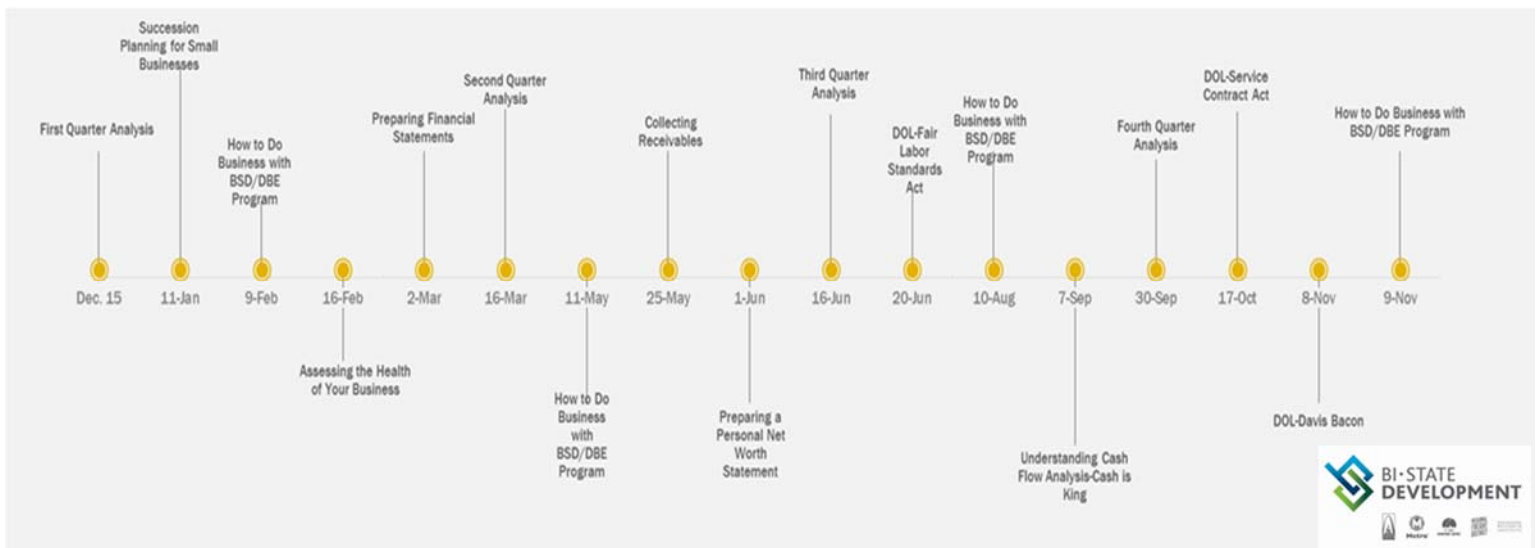 Succession
Planning for Small
Businesses
First Quarter Analysis
How to Do
Business with
BSD/DBE
Program
Preparing Financial
Statements
Second Quarter
Analysis
Collecting
Receivables
Third Quarter
Analysis
DOL-Fair
Labor
Standards
Act
How to Do
Business with
BSD/DBE
Program
Fourth Quarter
Analysis
DOL-Service
Contract Act
How to Do Business with
BSD/DBE Program
Dec. 15 11-Jan 9-Feb 16-Feb 2-Mar 16-Mar 11-May 25-May 1-Jun 16-Jun 20-Jun 10-Aug 7-Sep 30-Sep 17-Oct 8-Nov 9-Nov
Assessing the Health
of Your Business
How to Do
Business
with
BSD/DBE
Program
Preparing a
Personal Net
Worth
Statement
Understanding Cash
Flow Analysis-Cash is
King
DOL-Davis Bacon
BI·STATE
DEVELOPMENT
Metro